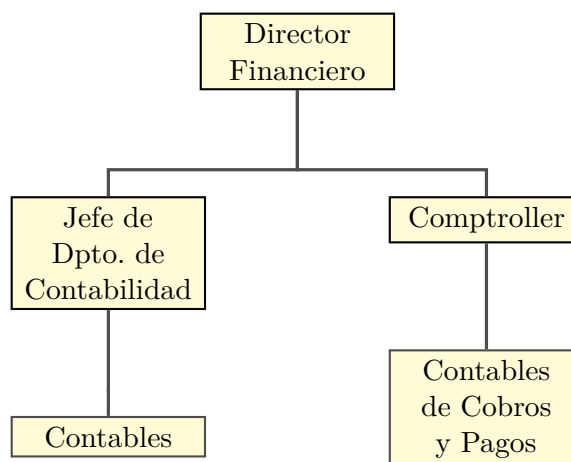 Director
Financiero
Jefe de
Dpto. de
Contabilidad
Comptroller
Contables
Contables
de Cobros
y Pagos